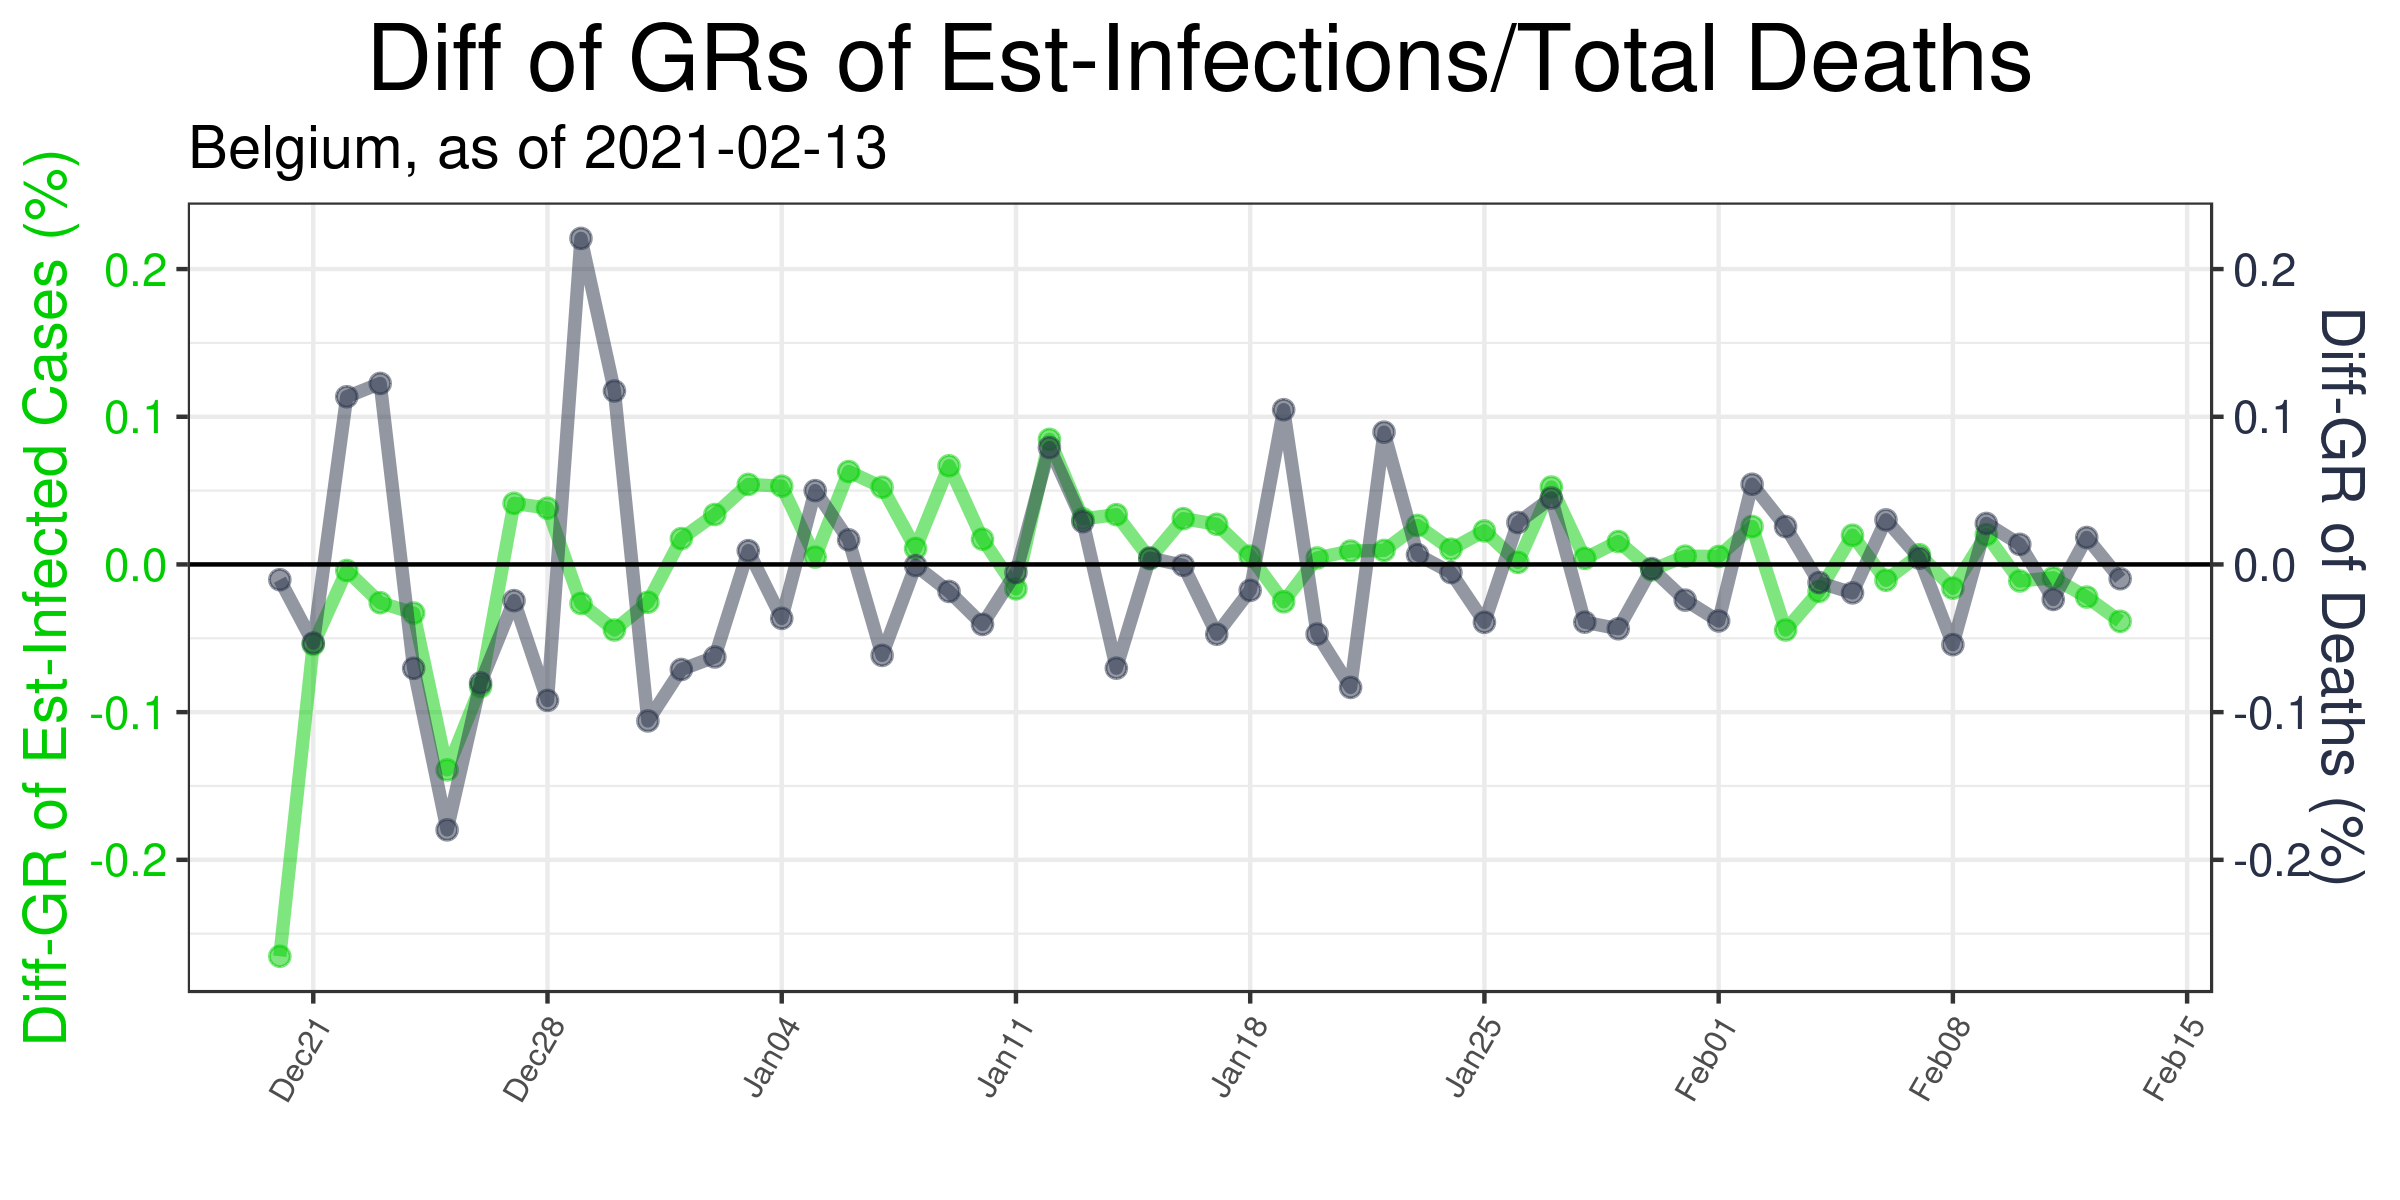 Diff of GRs of Est-Infections/Total Deaths
Belgium, as of 2021-02-13
Diff-GR of Est-Infected Cases (%)
0.2
0.1
0.0
-0.1
-0.2
0.2
0.1
0.0
-0.1
-0.2
Diff-GR of Deaths (%)
Dec21
Dec28
Jan04
Jan11
Jan18
Jan25
Feb01
Feb08
Feb15